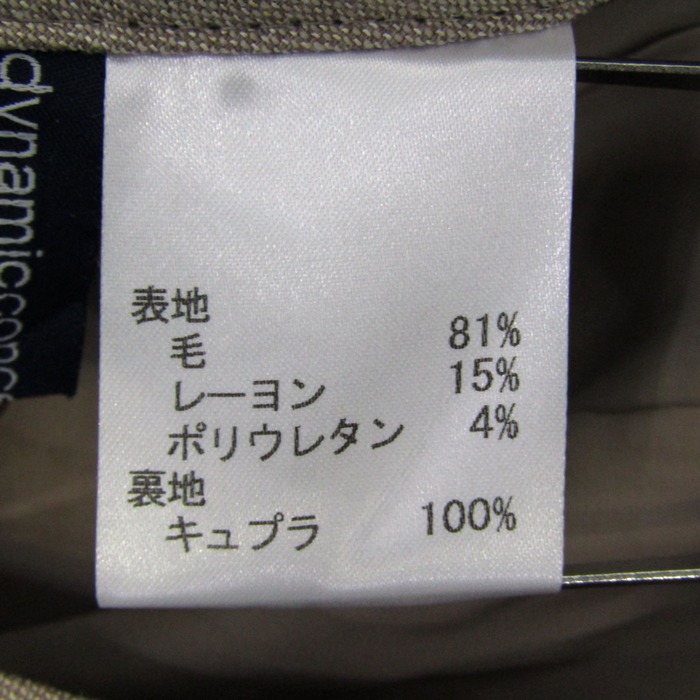 dynamic
表地
毛 81%
レーヨン 15%
ポリウレタン 4%
裏地
キュプラ 100%